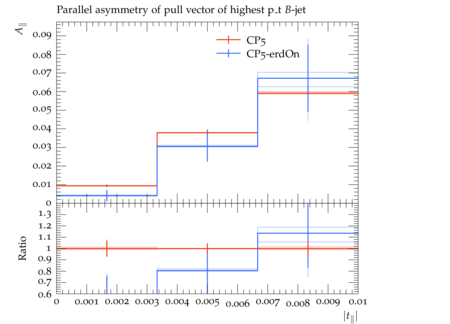 Parallel asymmetry of pull vector of highest p_t B-jet
A∥
0.09
0.08
0.07
0.06
0.05
0.04
0.03
0.02
0.01
0
CP5
CP5-erdOn
Ratio
1.3
1.2
1.1
1
0.9
0.8
0.7
0.6
0 0.001 0.002 0.003 0.004 0.005 0.006 0.007 0.008 0.009 0.01
|t∥|